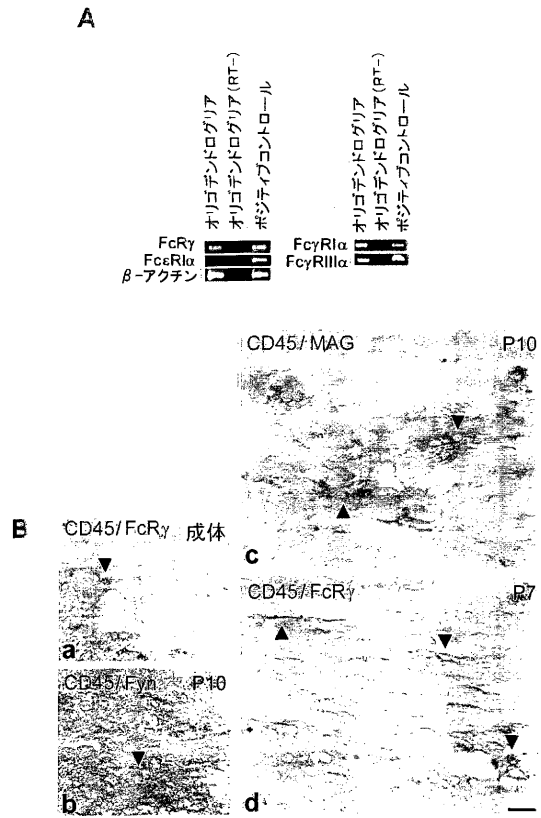 A
オリゴデンドログリア
オリゴデンドログリア(RT-)
ポジティブコントロール
FcRγ
FcεRIα
β-アクチン
オリゴデンドログリア
オリゴデンドログリア(RT-)
ポジティブコントロール
FcγRIα
FcγRIIIα
B
CD45/FcRγ 成体
a
CD45/Fyn P10
b
CD45/MAG P10
c
CD45/FcRγ P7
d